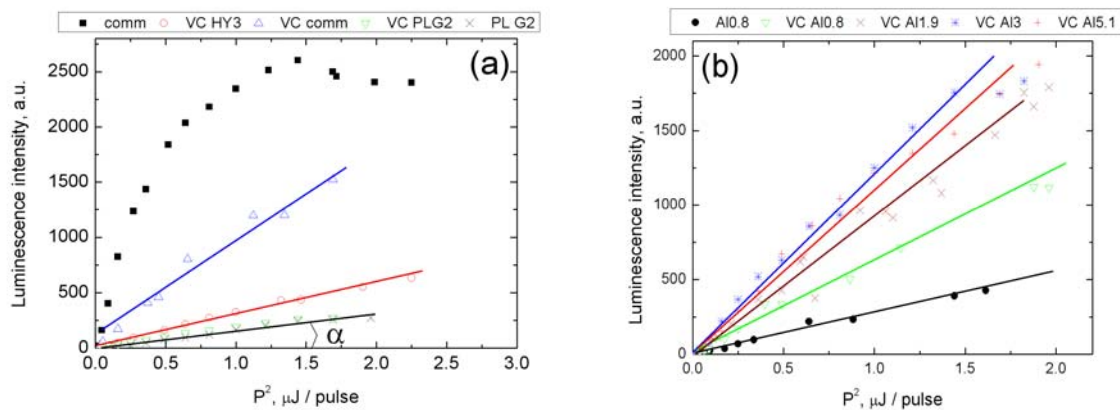 comm VC HY3 VC comm VC PLG2 PL G2
Al0.8 VC Al0.8 VC Al1.9 VC Al3 VC Al5.1
(a)
(b)
Luminescence intensity, a.u.
2500
2000
1500
1000
500
0
0.0 0.5 1.0 1.5 2.0 2.5 3.0
P², μJ / pulse
α
Luminescence intensity, a.u.
2000
1500
1000
500
0
0.0 0.5 1.0 1.5 2.0
P², μJ / pulse